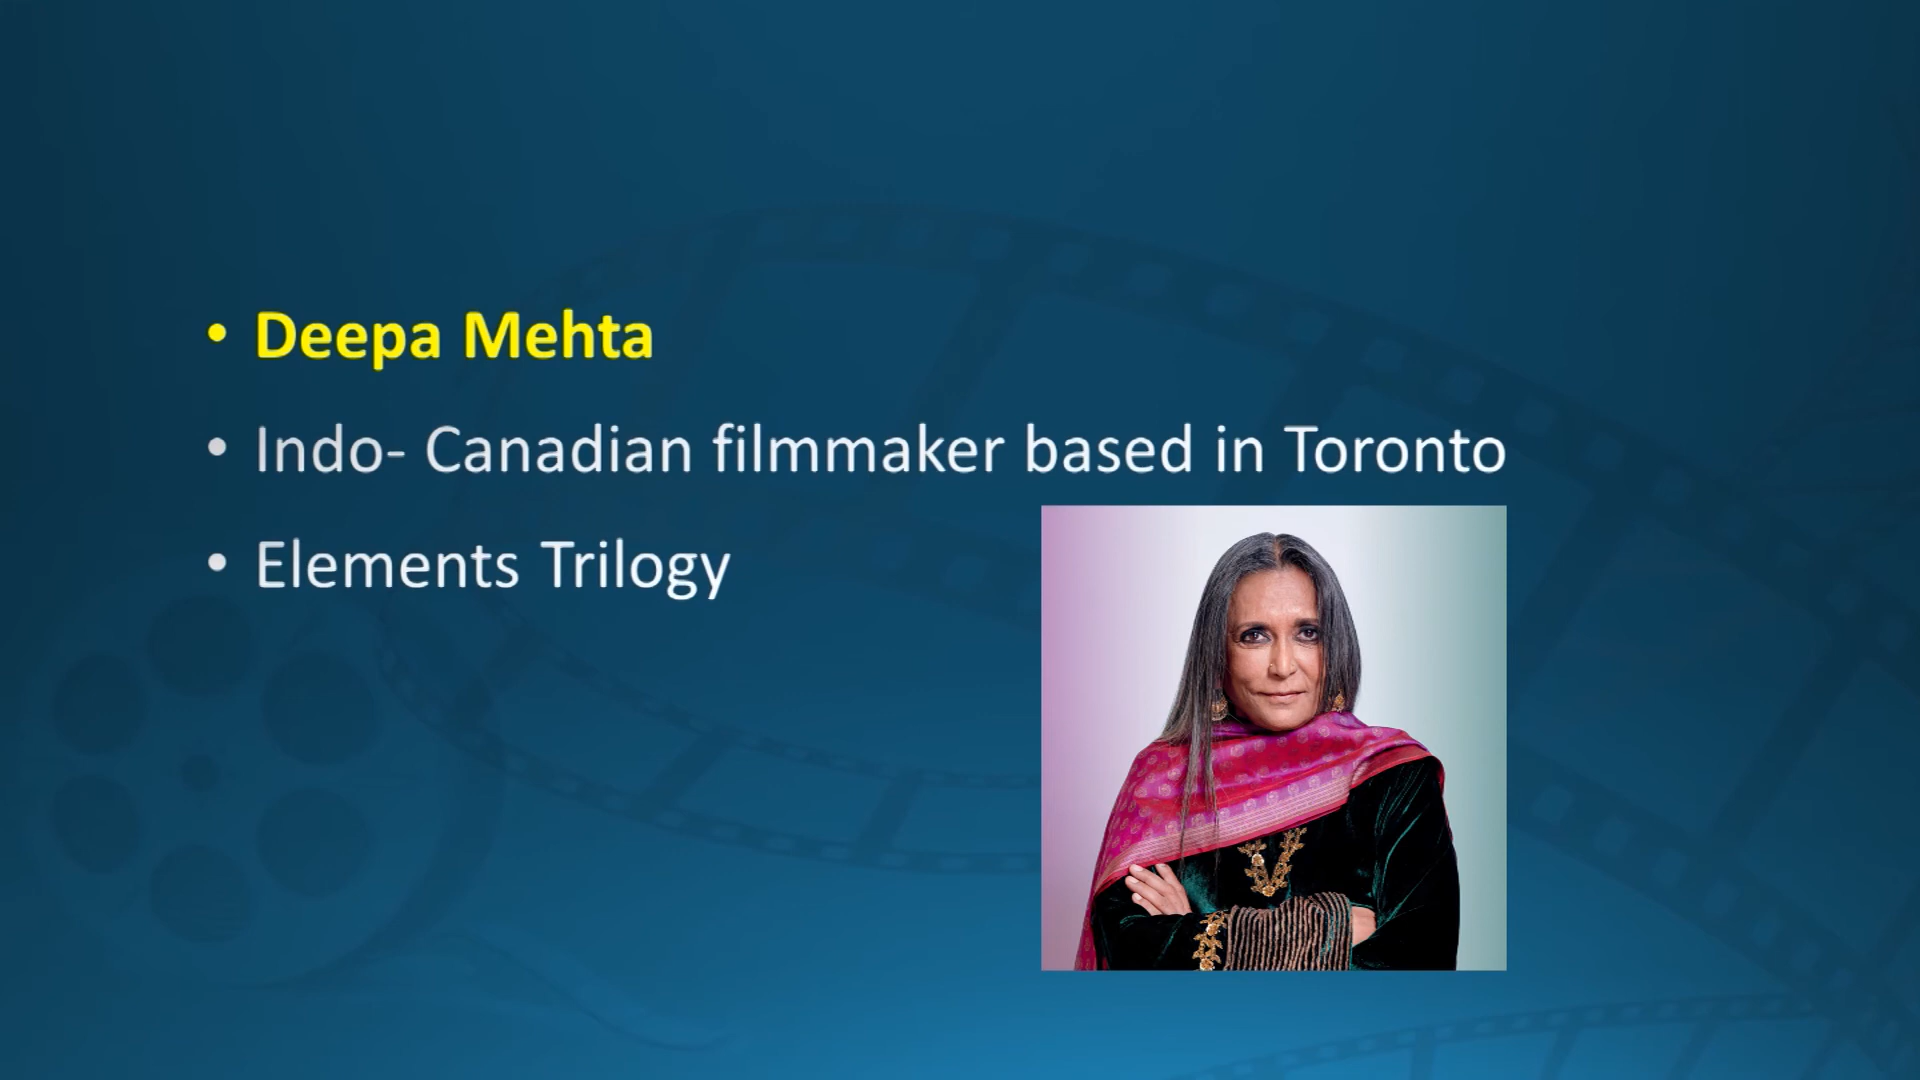 • Deepa Mehta
• Indo- Canadian filmmaker based in Toronto
• Elements Trilogy